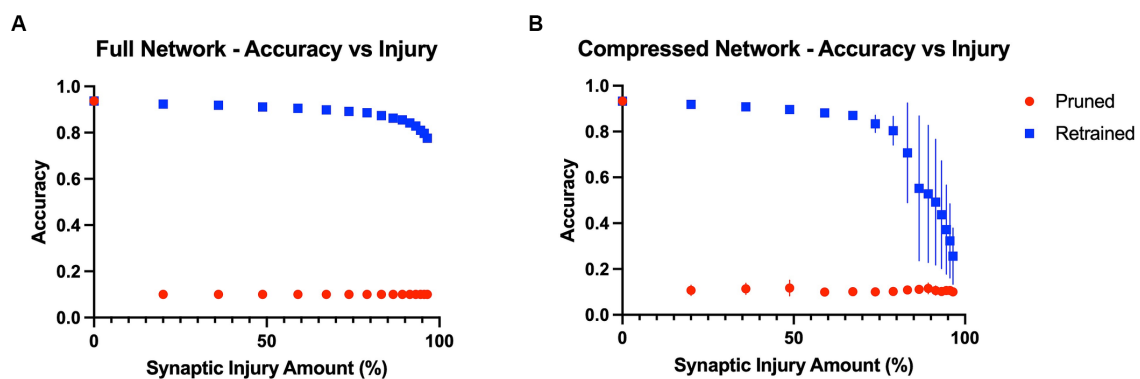 A
B
Full Network - Accuracy vs Injury
Compressed Network - Accuracy vs Injury
1.0
0.8
0.6
0.4
0.2
0.0
Accuracy
0
50
100
Synaptic Injury Amount (%)
1.0
0.8
0.6
0.4
0.2
0.0
Accuracy
0
50
100
Synaptic Injury Amount (%)
Pruned
Retrained